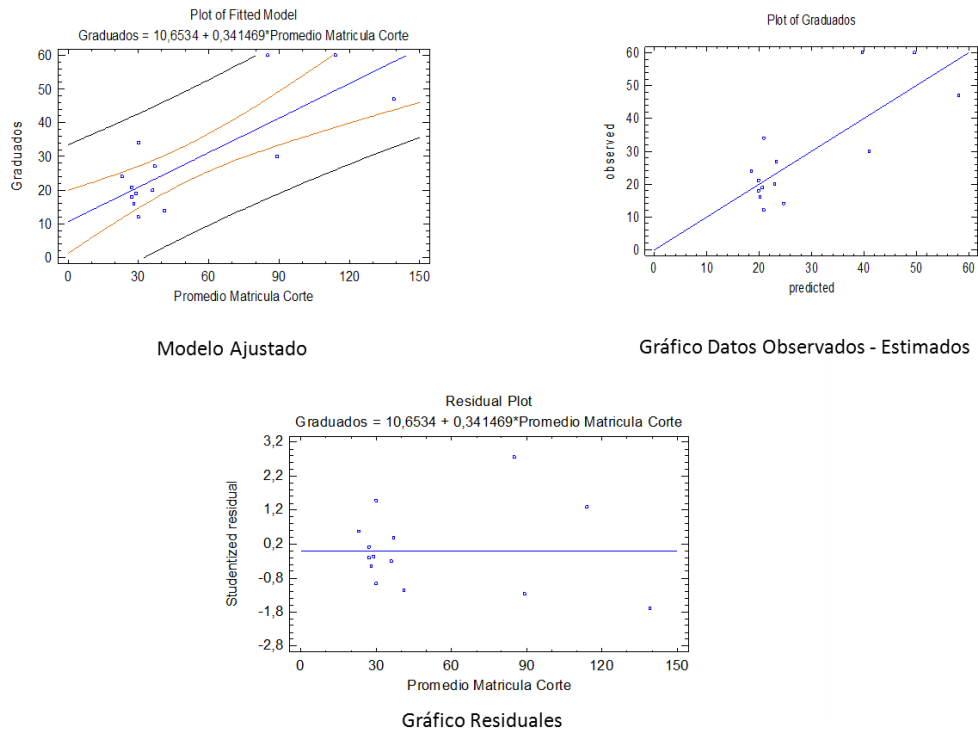 Plot of Fitted Model
Graduados = 10,6534 + 0,341469*Promedio Matricula Corte
Graduados
60
50
40
30
20
10
0
0 30 60 90 120 150
Promedio Matricula Corte
Modelo Ajustado
Plot of Graduados
observed
60
50
40
30
20
10
0
0 10 20 30 40 50 60
predicted
Gráfico Datos Observados - Estimados
Residual Plot
Graduados = 10,6534 + 0,341469*Promedio Matricula Corte
Studentized residual
3,2
2,2
1,2
0,2
-0,8
-1,8
-2,8
0 30 60 90 120 150
Promedio Matricula Corte
Gráfico Residuales